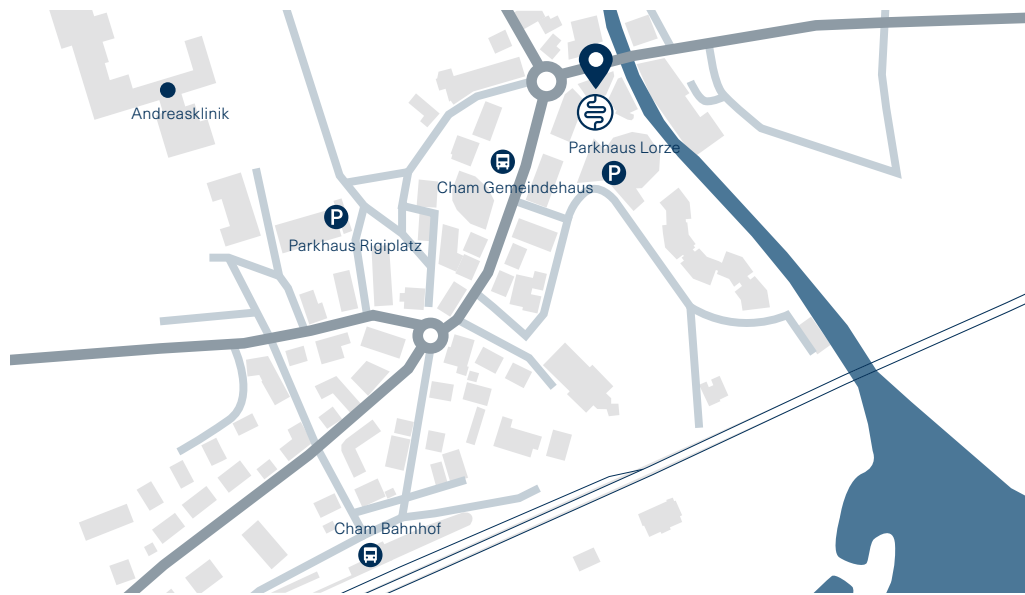 Andreasklinik
Parkhaus Lorze
P
Cham Gemeindehaus
P
Parkhaus Rigiplatz
Cham Bahnhof